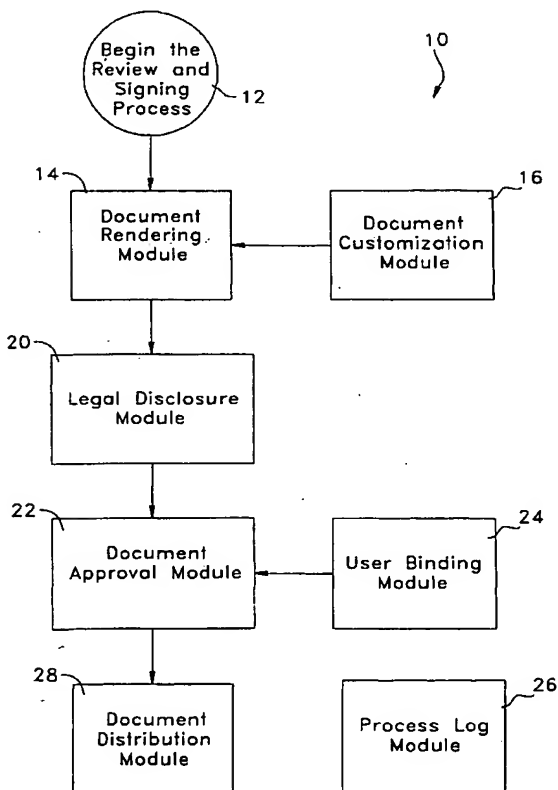 Begin the
Review and
Signing
Process
12
10
14
Document
Rendering
Module
16
Document
Customization
Module
20
Legal Disclosure
Module
22
Document
Approval Module
24
User Binding
Module
28
Document
Distribution
Module
26
Process Log
Module